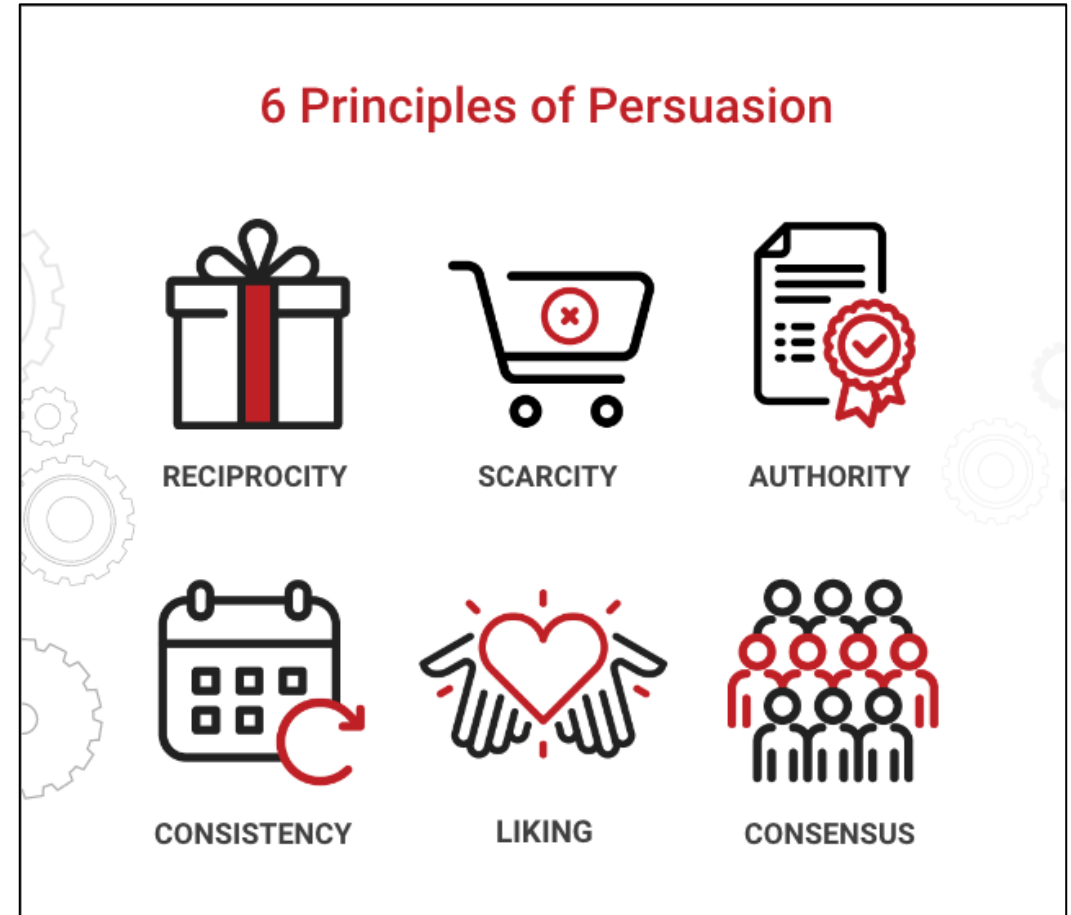 6 Principles of Persuasion
RECIPROCITY
SCARCITY
AUTHORITY
CONSISTENCY
LIKING
CONSENSUS